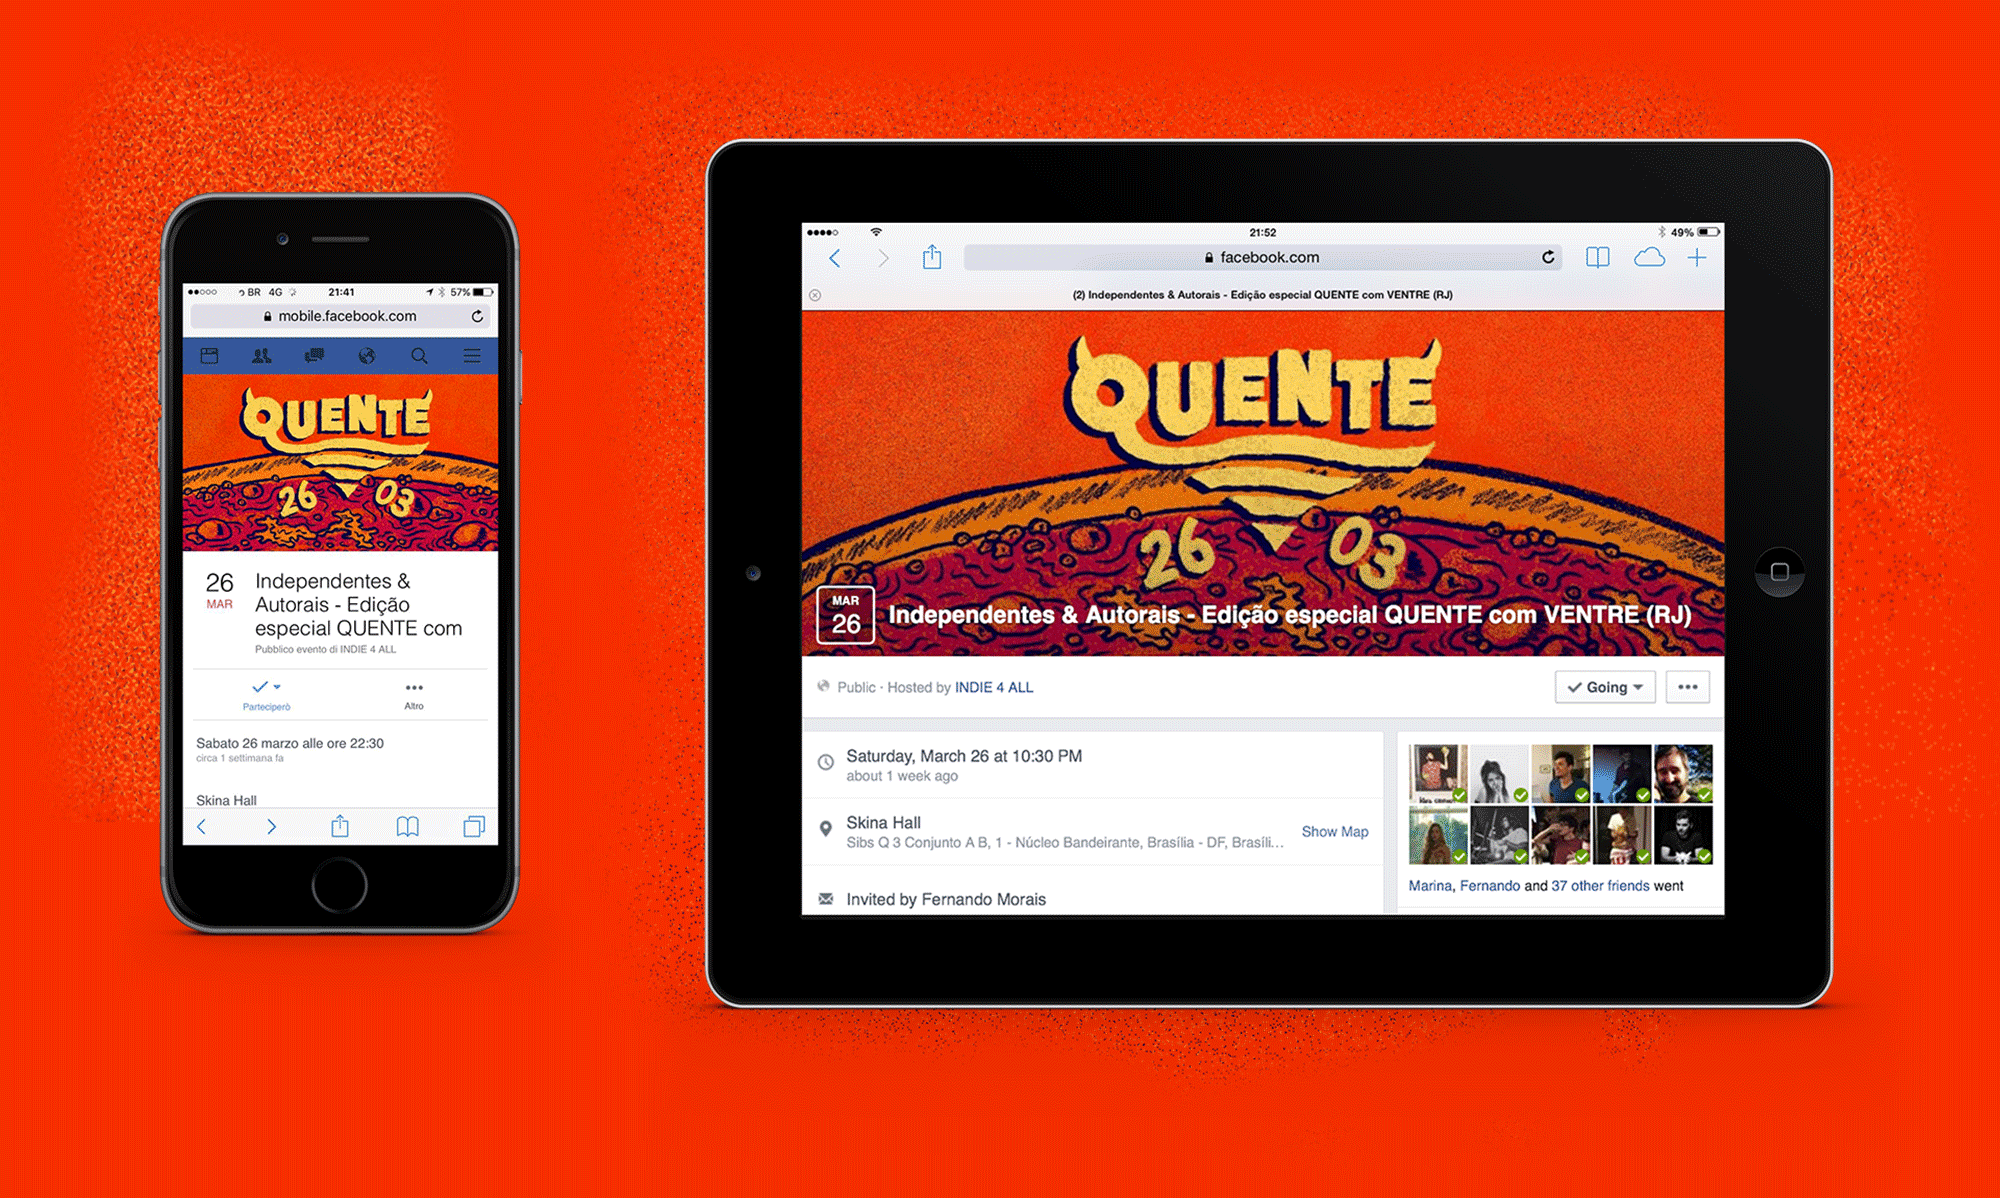 BR 4G 21:41 57%
mobile.facebook.com
QUENTE
26 03
26
MAR
Independentes &
Autorais - Edição
especial QUENTE com
Pubblico evento di INDIE 4 ALL
Parteciperò Altro
Sabato 26 marzo alle ore 22:30
circa 1 settimana fa
Skina Hall
21:52 49%
facebook.com
(2) Independentes & Autorais - Edição especial QUENTE com VENTRE (RJ)
QUENTE
26 03
MAR
26
Independentes & Autorais - Edição especial QUENTE com VENTRE (RJ)
Public · Hosted by INDIE 4 ALL
Going
Saturday, March 26 at 10:30 PM
about 1 week ago
Skina Hall
Sibs Q 3 Conjunto A B, 1 - Núcleo Bandeirante, Brasília - DF, Brasíli...
Show Map
Invited by Fernando Morais
Marina, Fernando and 37 other friends went